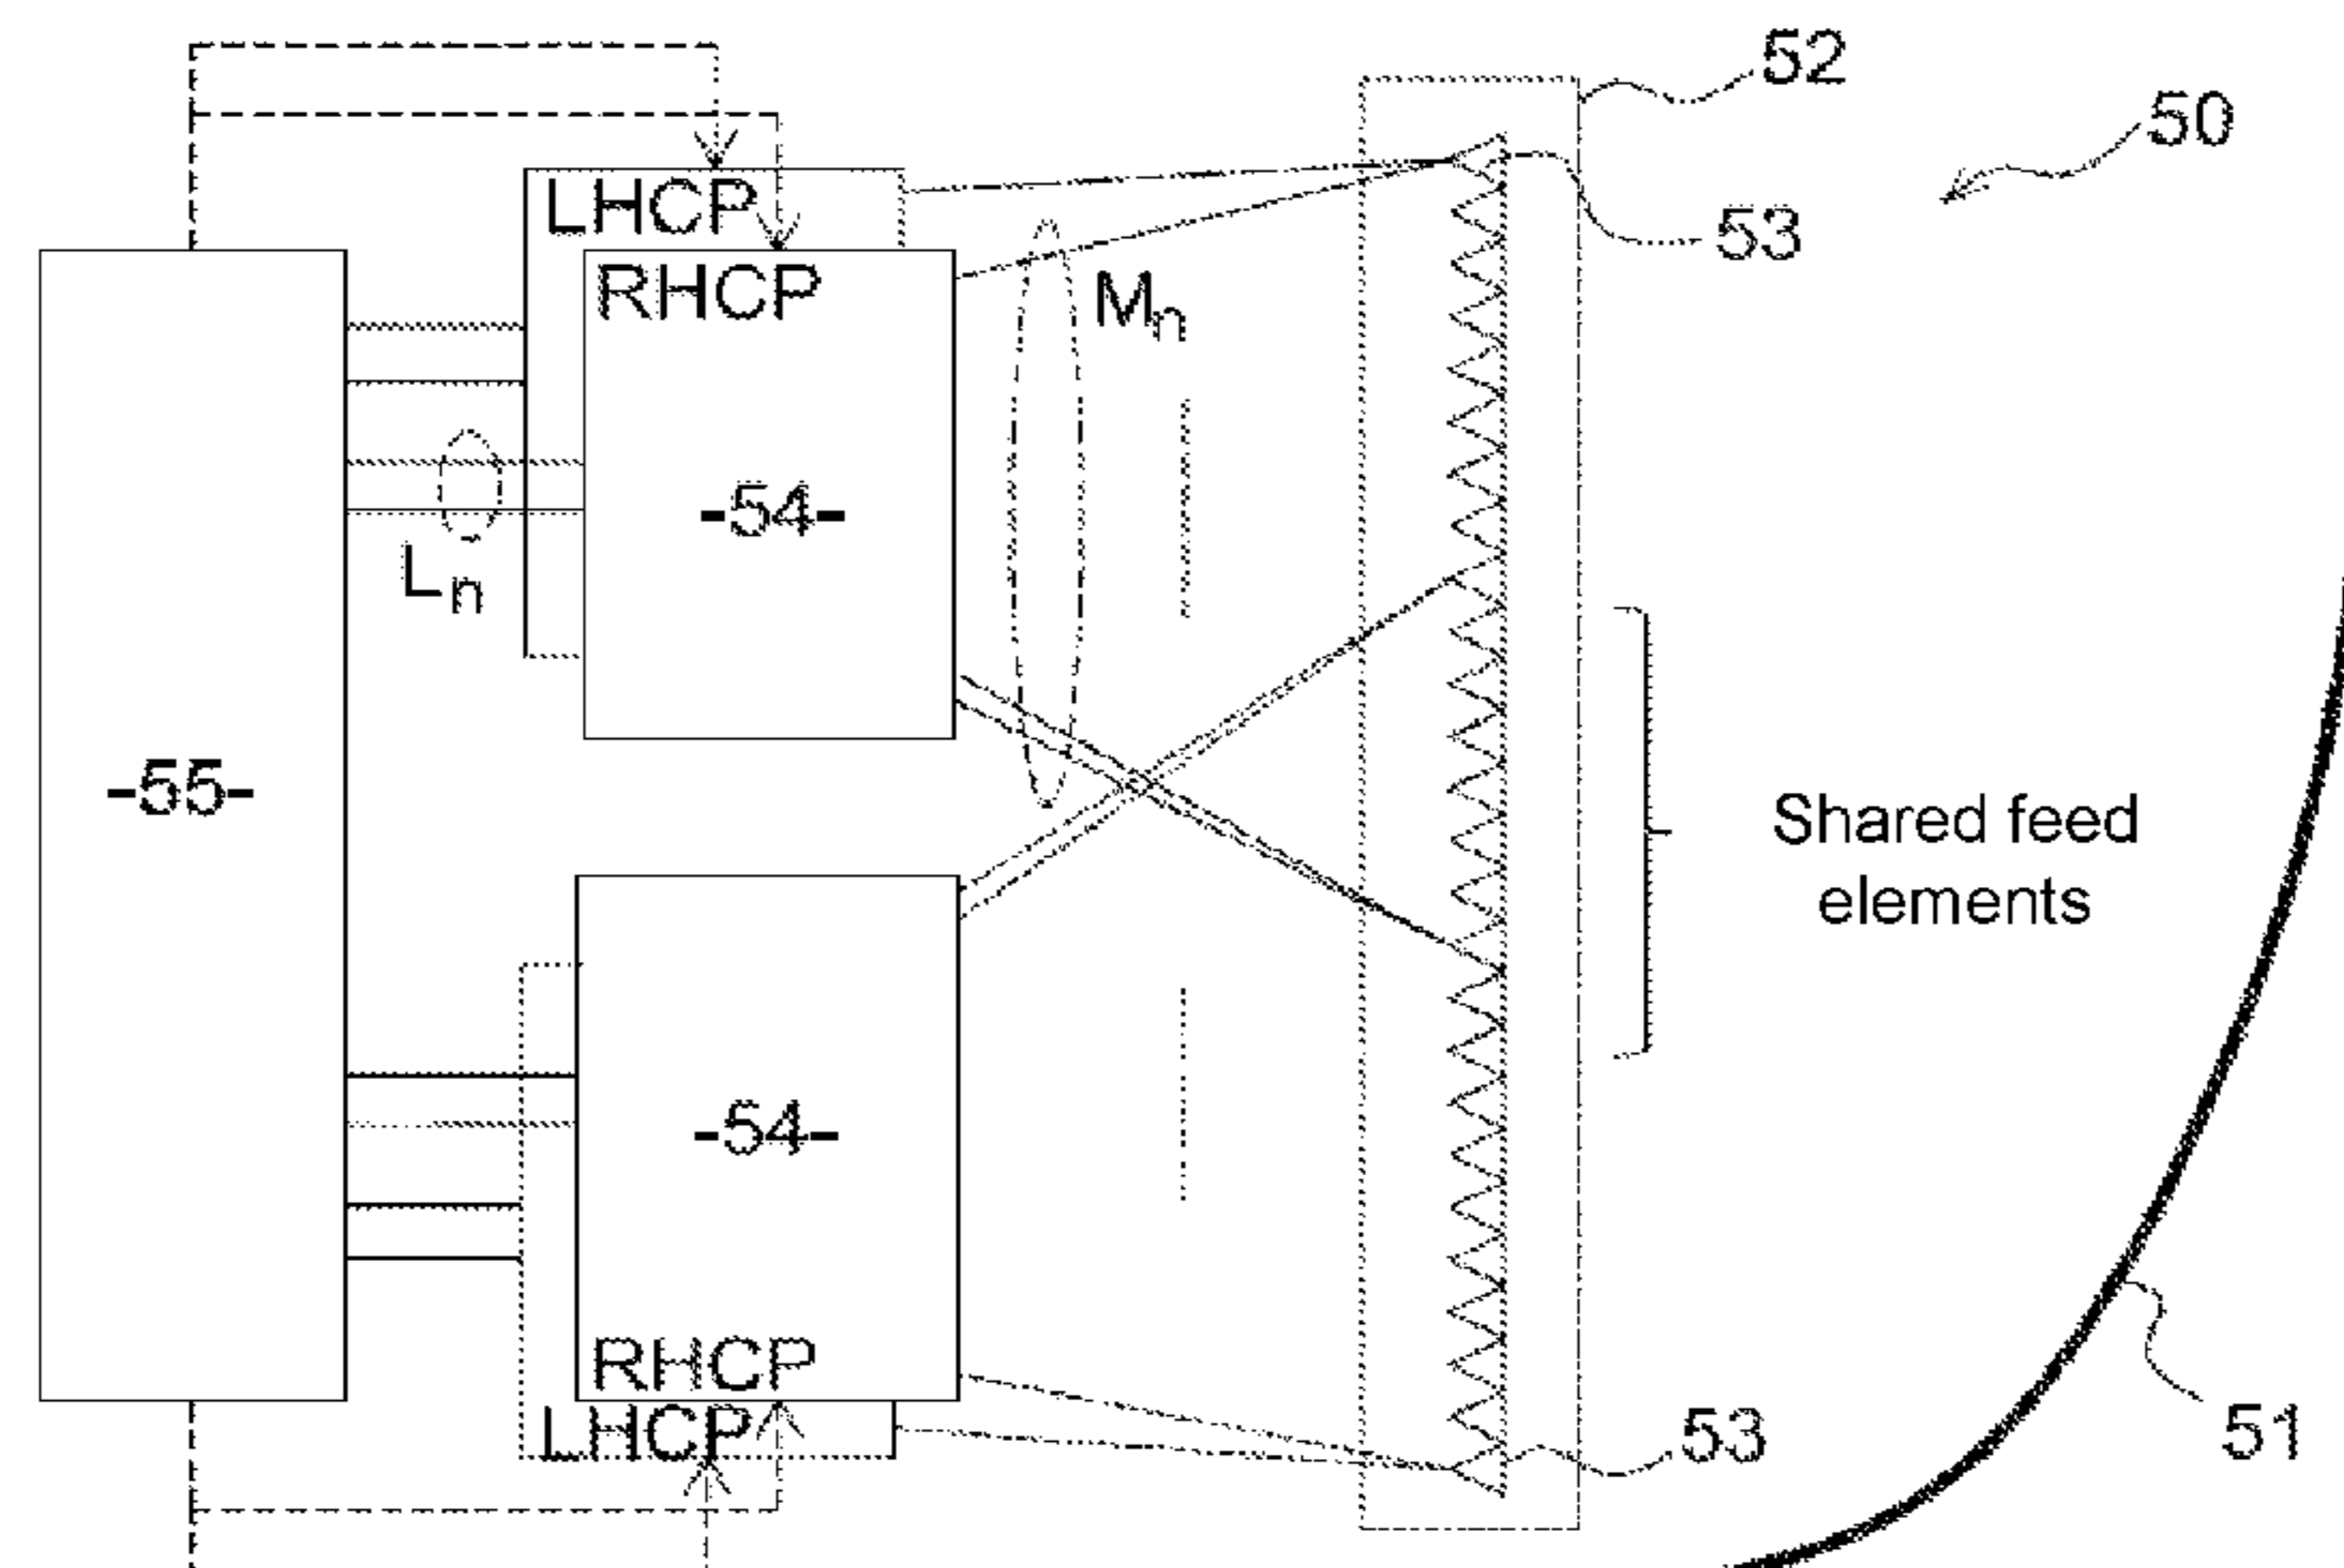 52
50
53
LHCP
RHCP
Mn
-54-
Ln
-55-
Shared feed
elements
-54-
RHCP
LHCP
53
51